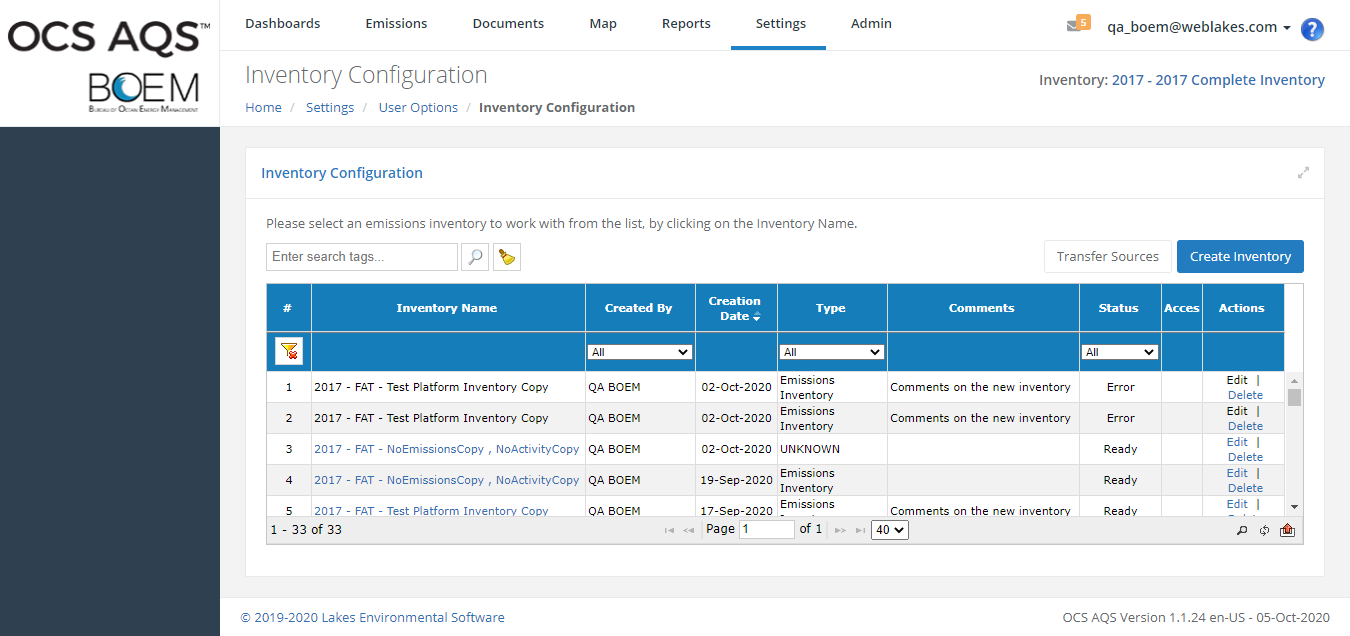 OCS AQS™
BOEM
Bureau of Ocean Energy Management
Dashboards Emissions Documents Map Reports Settings Admin
5 qa_boem@weblakes.com ?
Inventory Configuration
Inventory: 2017 - 2017 Complete Inventory
Home / Settings / User Options / Inventory Configuration
Inventory Configuration
Please select an emissions inventory to work with from the list, by clicking on the Inventory Name.
Enter search tags... Transfer Sources Create Inventory
# Inventory Name Created By Creation Date Type Comments Status Acces Actions
All All All
1 2017 - FAT - Test Platform Inventory Copy QA BOEM 02-Oct-2020 Emissions Inventory Comments on the new inventory Error Edit | Delete
2 2017 - FAT - Test Platform Inventory Copy QA BOEM 02-Oct-2020 Emissions Inventory Comments on the new inventory Error Edit | Delete
3 2017 - FAT - NoEmissionsCopy , NoActivityCopy QA BOEM 02-Oct-2020 UNKNOWN Ready Edit | Delete
4 2017 - FAT - NoEmissionsCopy , NoActivityCopy QA BOEM 19-Sep-2020 Emissions Inventory Ready Edit | Delete
5 2017 - FAT - Test Platform Inventory Copy QA BOEM 17-Sep-2020 Emissions Comments on the new inventory Ready Edit |
1 - 33 of 33 Page 1 of 1 40
© 2019-2020 Lakes Environmental Software
OCS AQS Version 1.1.24 en-US - 05-Oct-2020